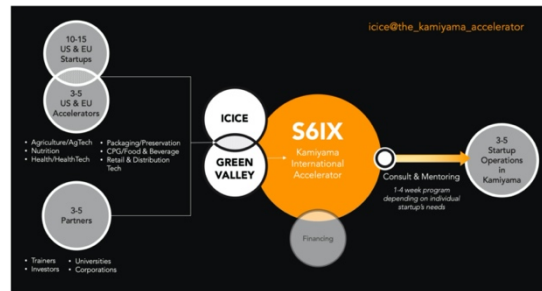 icice@the_kamiyama_accelerator
10-15
US & EU
Startups
3-5
US & EU
Accelerators
• Agriculture/AgTech
• Nutrition
• Health/HealthTech
• Packaging/Preservation
• CPG/Food & Beverage
• Retail & Distribution
Tech
3-5
Partners
• Trainers
• Investors
• Universities
• Corporations
ICICE
GREEN
VALLEY
S6IX
Kamiyama
International
Accelerator
Financing
Consult & Mentoring
1-4 week program
depending on individual
startup's needs
3-5
Startup
Operations
in
Kamiyama